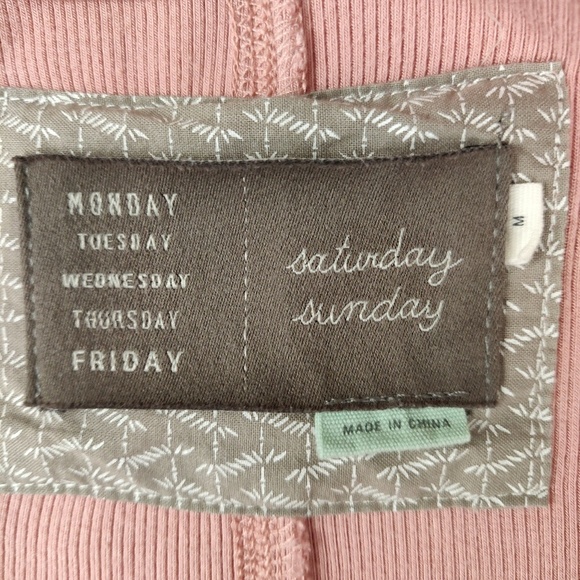 MONDAY
TUESDAY
WEDNESDAY
THURSDAY
FRIDAY
saturday
sunday
M
MADE IN CHINA